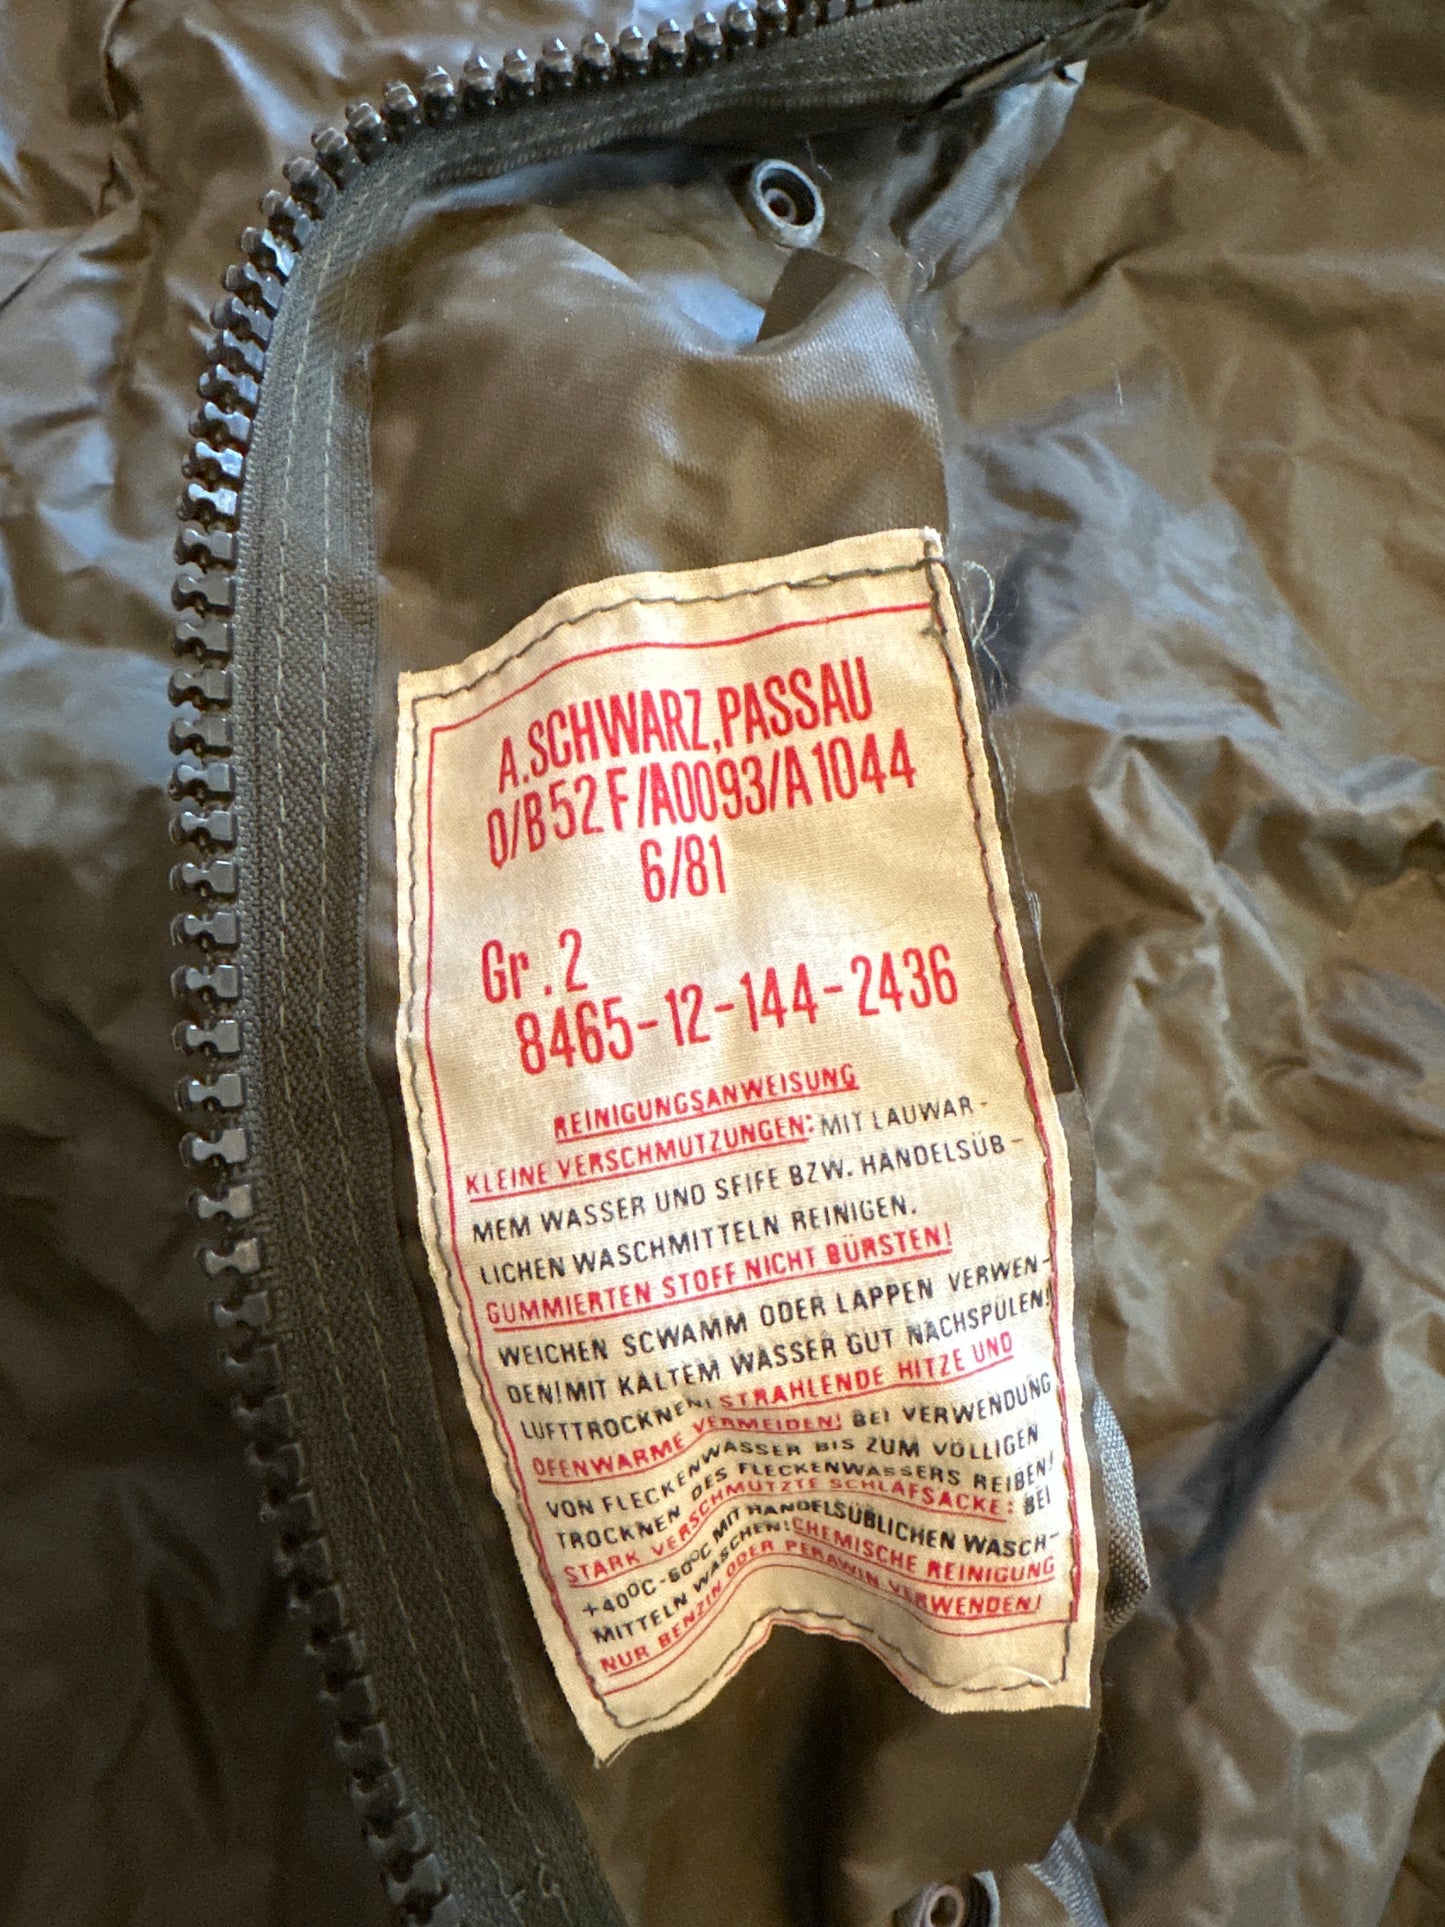 A.SCHWARZ,PASSAU
Q/B52F/A0093/A1044
6/81
Gr.2
8465-12-144-2436
REINIGUNGSANWEISUNG
KLEINE VERSCHMUTZUNGEN: MIT LAUWAR-
MEM WASSER UND SEIFE BZW. HANDELSÜB-
LICHEN WASCHMITTELN REINIGEN.
GUMMIERTEN STOFF NICHT BÜRSTEN!
WEICHEN SCWAMM ODER LAPPEN VERWEN-
DEN! MIT KALTEM WASSER GUT NACHSPÜLEN!
LUFTTROCKNEN! STRAHLENDE HITZE UND
OFENWÄRME VERMEIDEN! BEI VERWENDUNG
VON FLECKENWASSER BIS ZUM VÖLLIGEN
TROCKNEN DES FLECKENWASSERS REIBEN!
STARK VERSCHMUTZTE SCHLAFSÄCKE: BEI
+40°C-60°C MIT HANDELSÜBLICHEN WASCH-
MITTELN WASCHEN! CHEMISCHE REINIGUNG
NUR BENZIN ODER PERAWIN VERWENDEN!